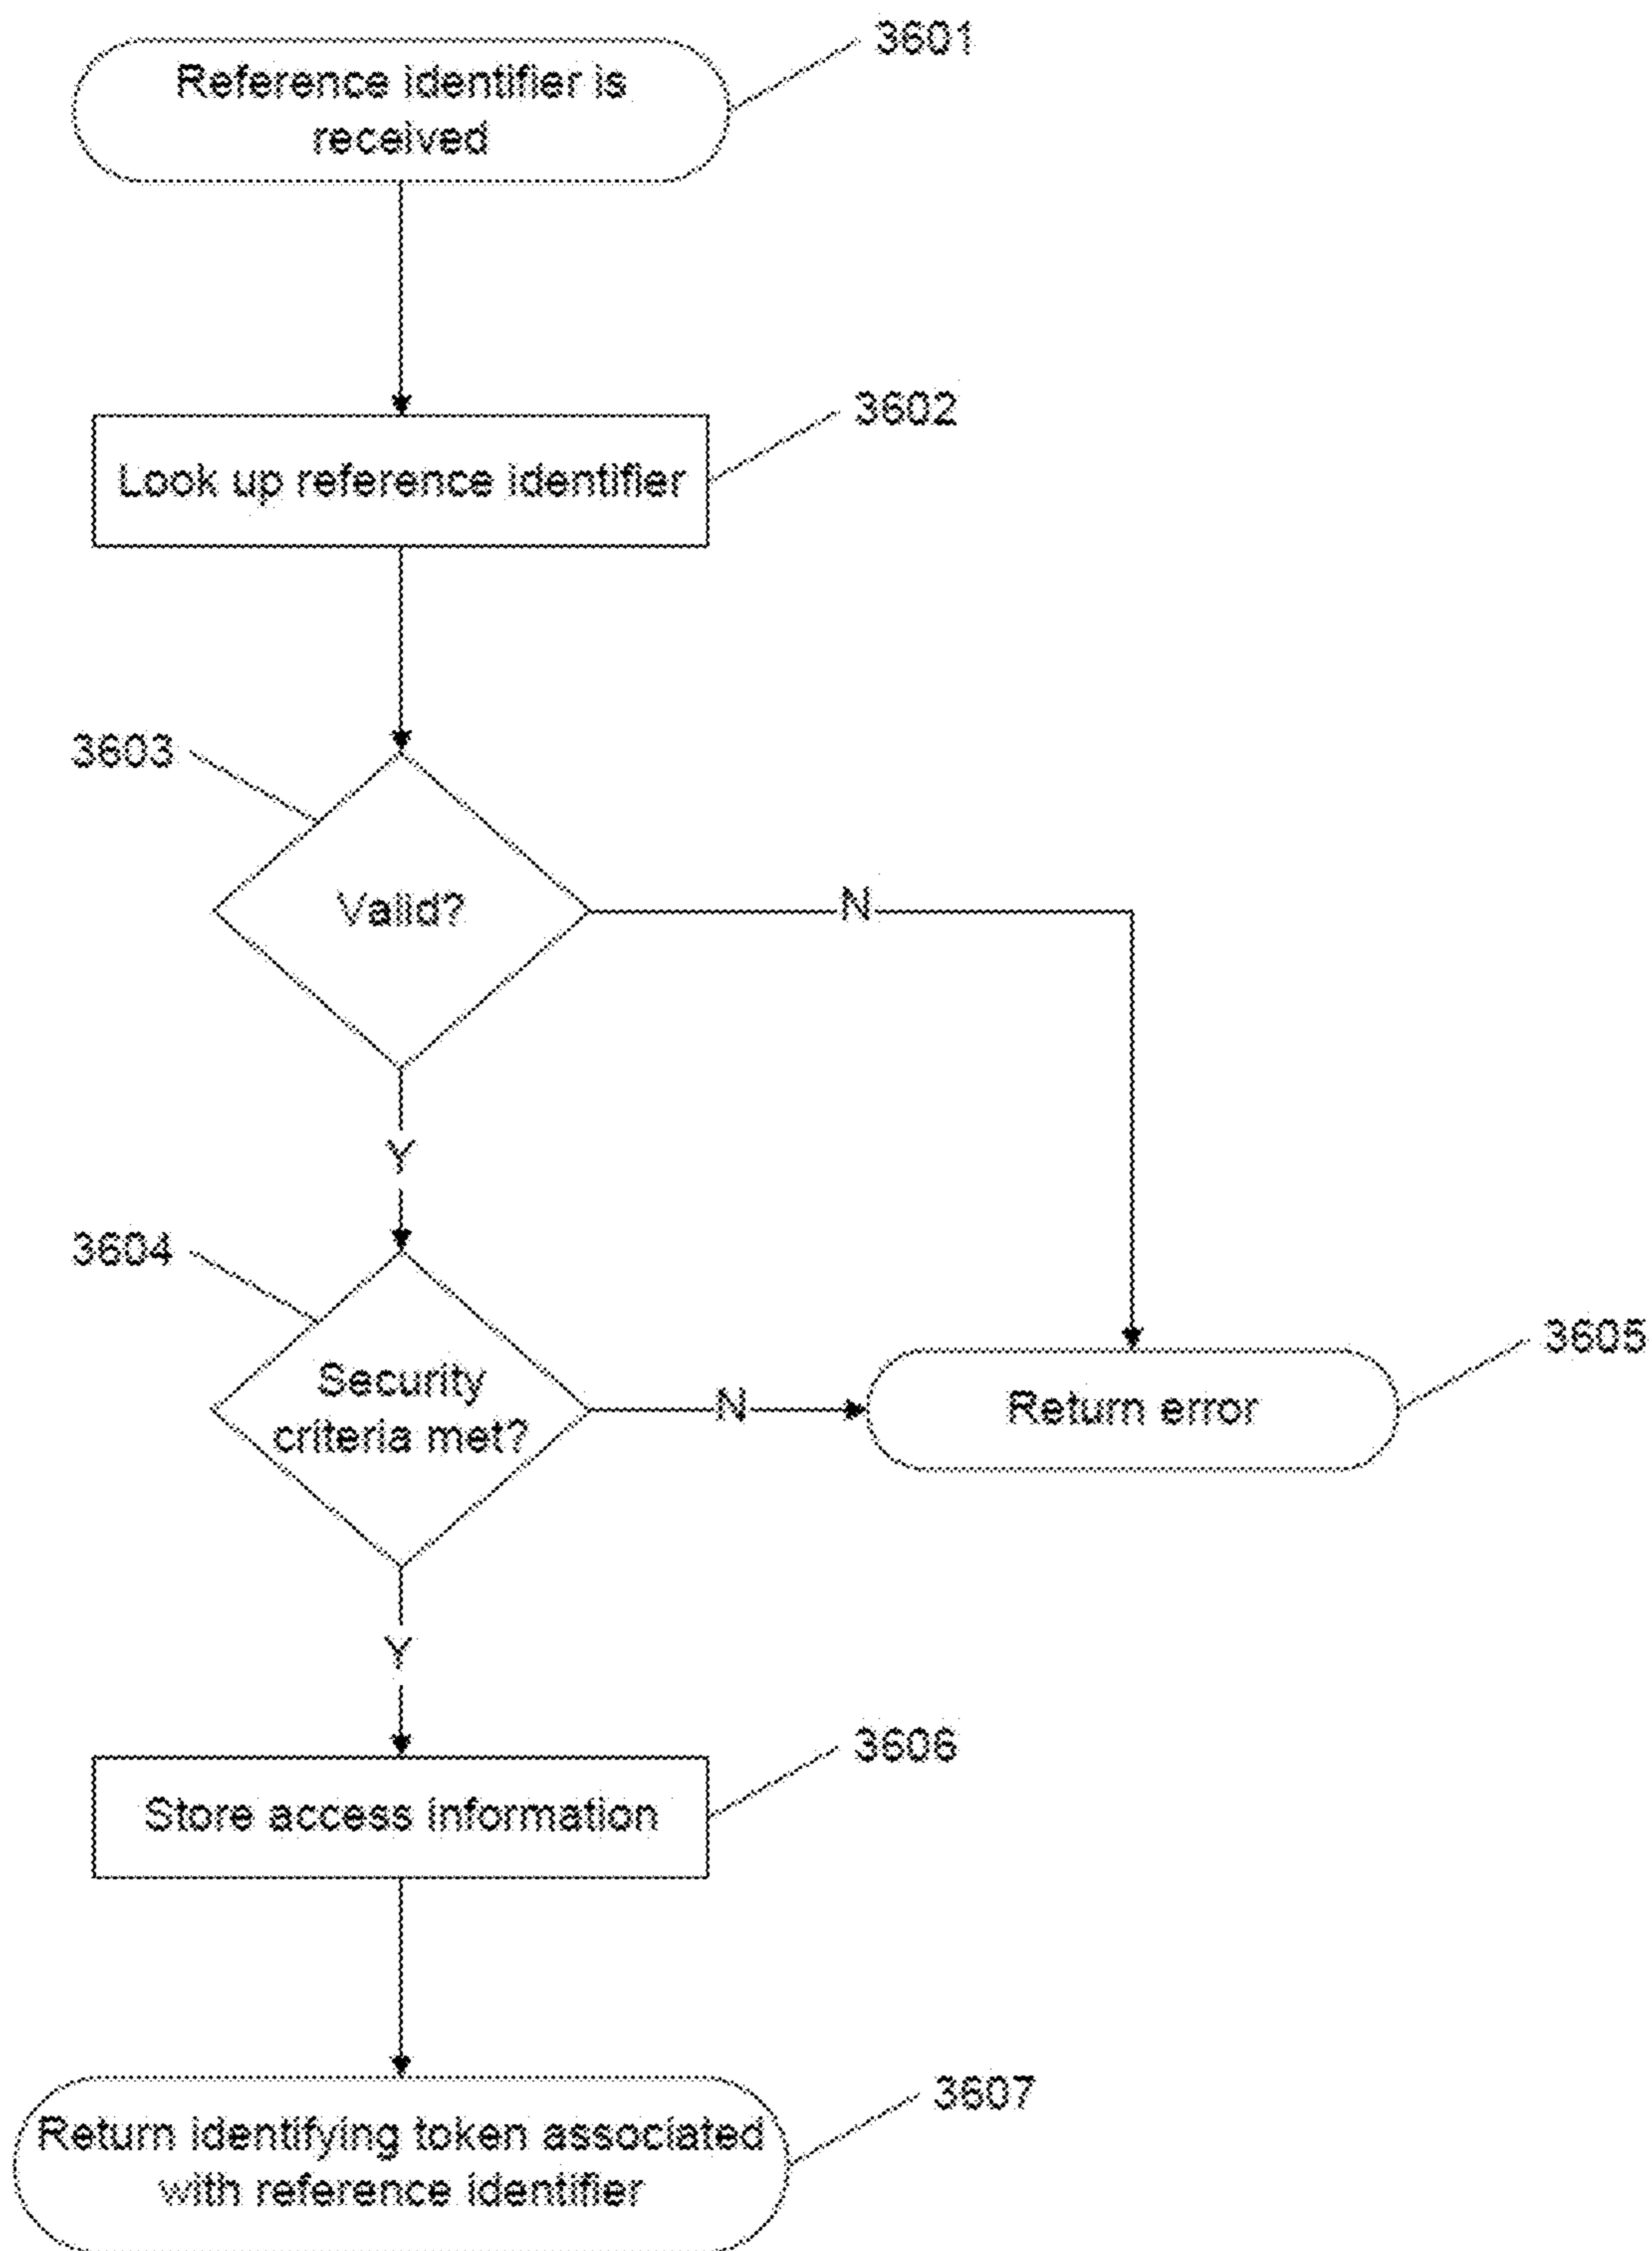 3601
Reference identifier is
received
3602
Look up reference identifier
3603
Valid?
N
Y
3604
Security
criteria met?
N
3605
Return error
Y
3606
Store access information
3607
Return identifying token associated
with reference identifier